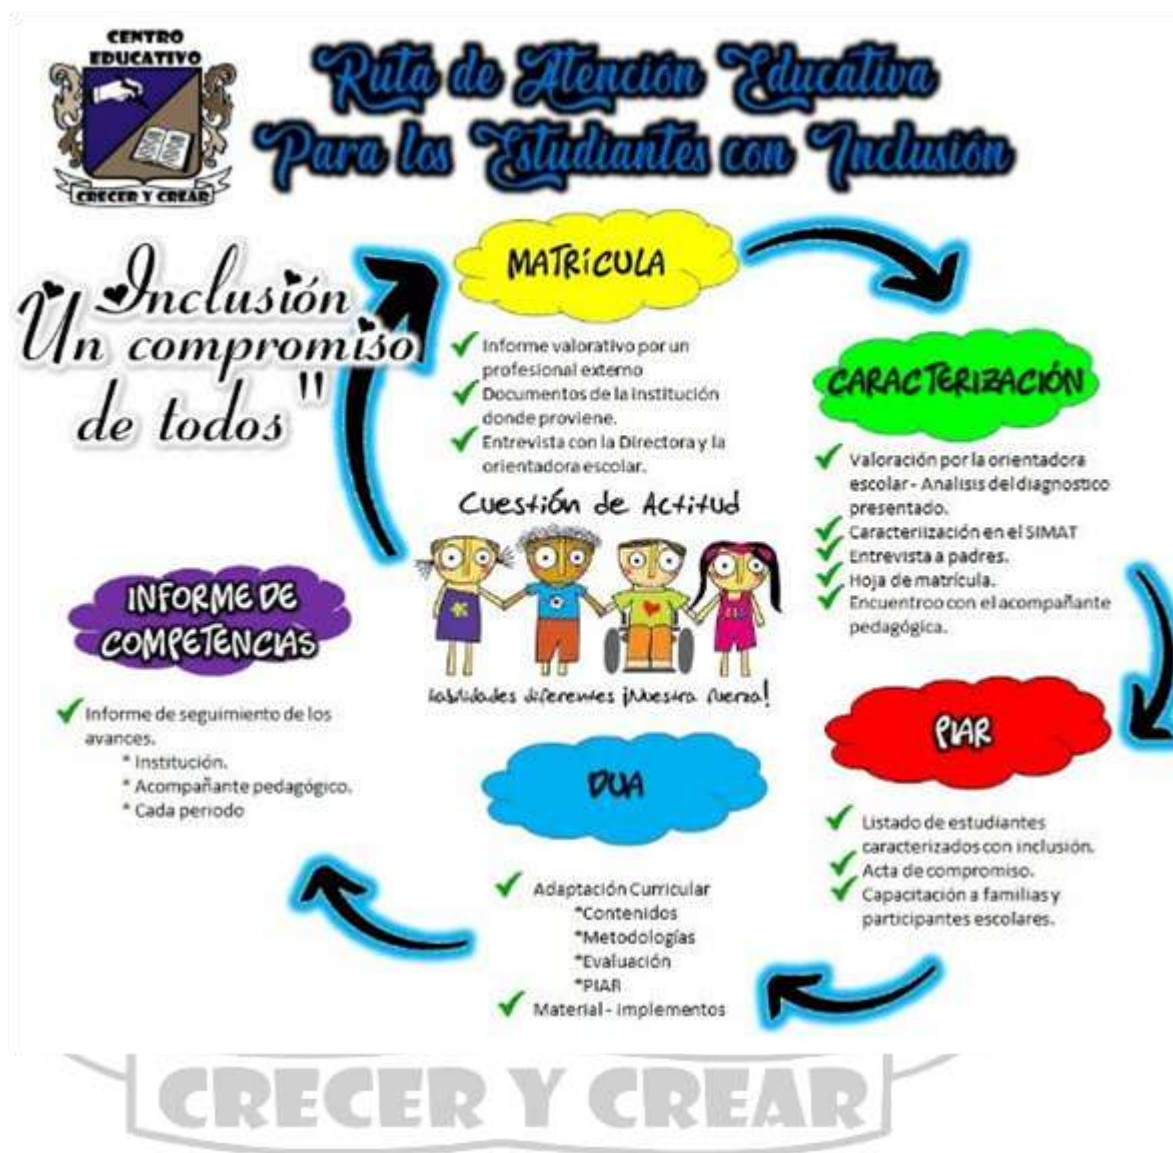 CENTRO
EDUCATIVO
CRECER Y CREAR
Ruta de Atención Educativa
Para los Estudiantes con Inclusión
Inclusión
Un compromiso
de todos"
MATRÍCULA
Informe valorativo por un
profesional externo
Documentos de la institución
donde proviene.
Entrevista con la Directora y la
orientadora escolar.
CARACTERIZACIÓN
Valoración por la orientadora
escolar - Analisis del diagnostico
presentado.
Caracteriización en el SIMAT
Entrevista a padres.
Hoja de matrícula.
Encuentroo con el acompañante
pedagógica.
PIAR
Listado de estudiantes
caracterizados con inclusión.
Acta de compromiso.
Capacitación a familias y
participantes escolares.
DUA
Adaptación Curricular
*Contenidos
*Metodologías
*Evaluación
*PIAR
Material - implementos
INFORME DE
COMPETENCIAS
Informe de seguimiento de los
avances.
* Institución.
* Acompañante pedagógico.
* Cada periodo
Cuestión de Actitud
Habilidades diferentes ¡Nuestra fuerza!
CRECER Y CREAR